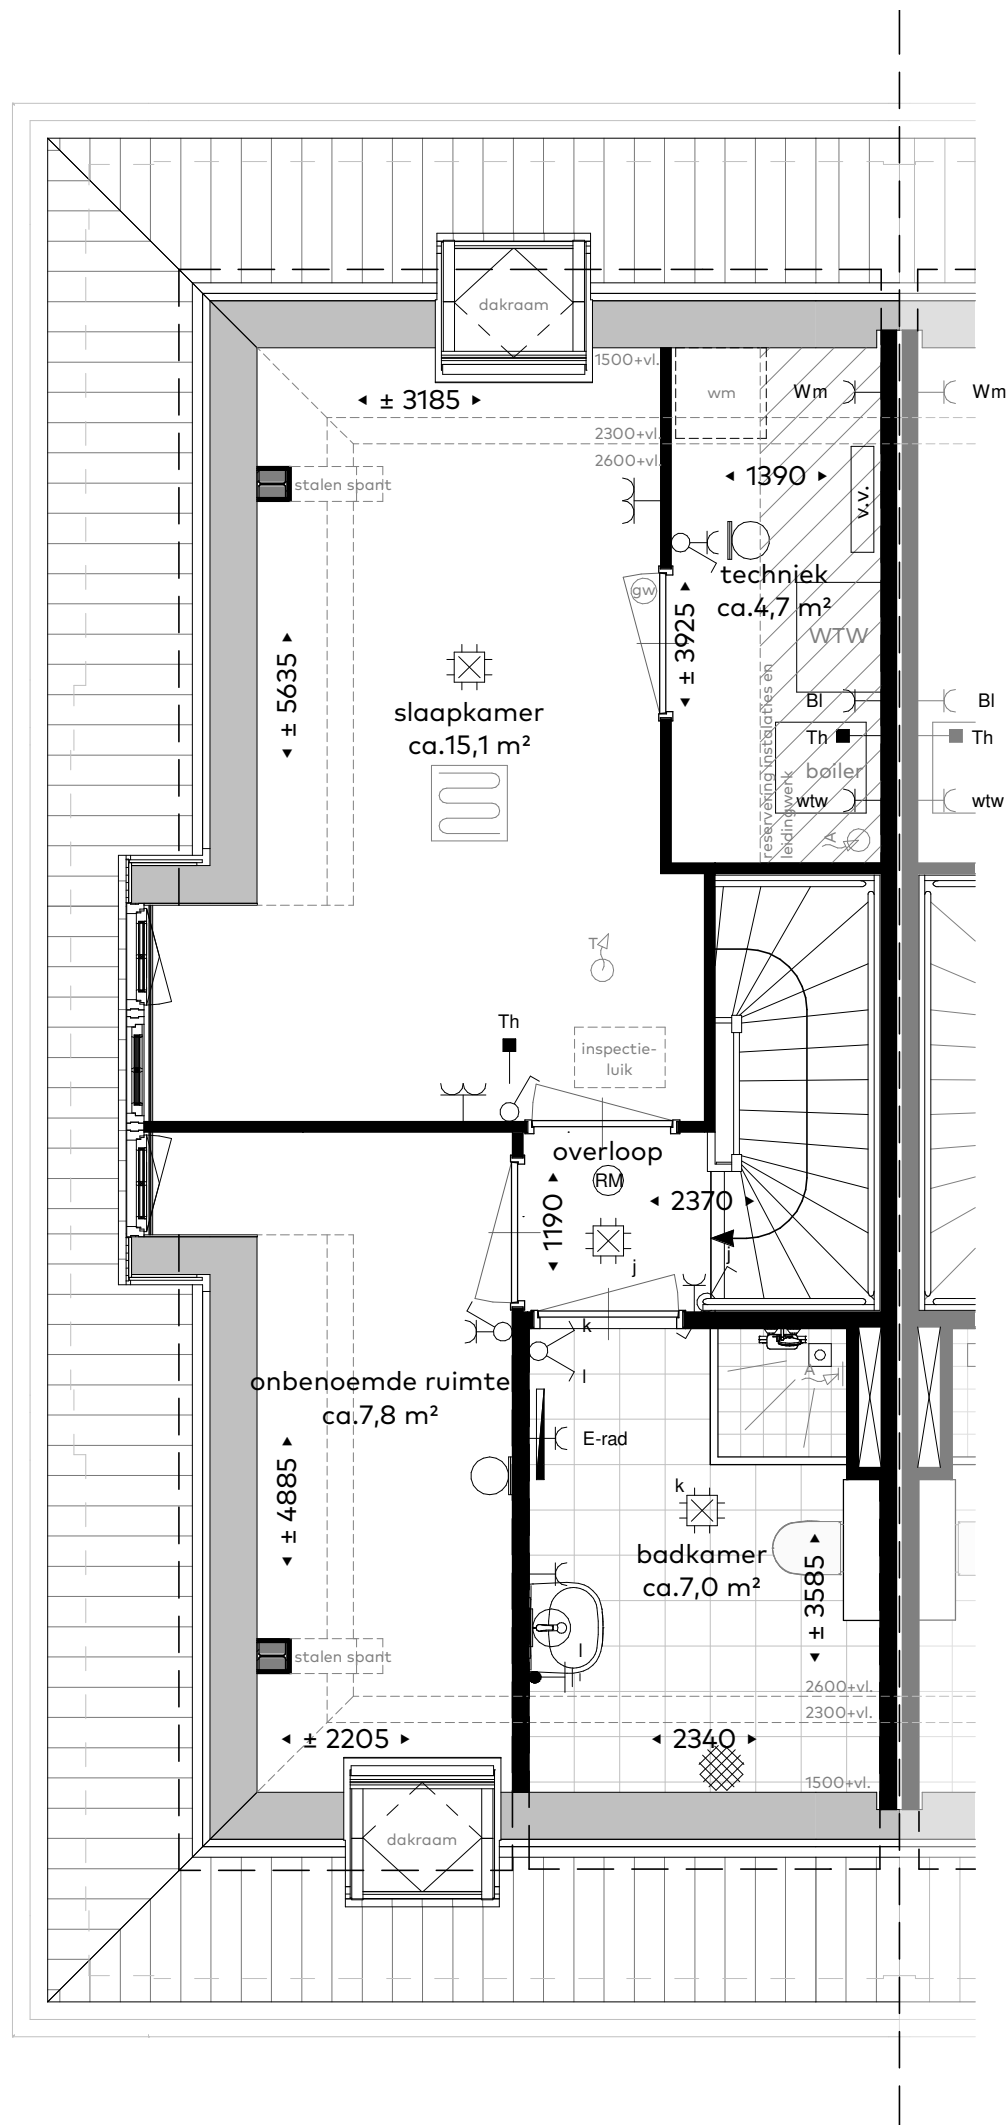 dakraam
1500+vl.
± 3185
wm
Wm
Wm
2300+vl.
2600+vl.
stalen spant
1390
v.v.
techniek
ca.4,7 m²
gw
± 3925
WTW
± 5635
slaapkamer
ca.15,1 m²
reservering instalaties en
leidingwerk
Bl
Bl
Th
Th
boiler
wtw
wtw
A
T
Th
inspectie-
luik
overloop
RM
1190
2370
j
j
k
l
onbenoemde ruimte
ca.7,8 m²
A
E-rad
± 4885
k
badkamer
ca.7,0 m²
± 3585
l
stalen spant
2600+vl.
2300+vl.
± 2205
2340
1500+vl.
dakraam